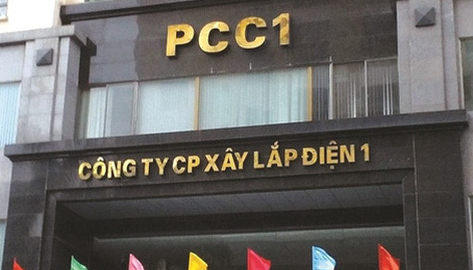 PCC1
CÔNG TY CP XÂY LẮP ĐIỆN 1